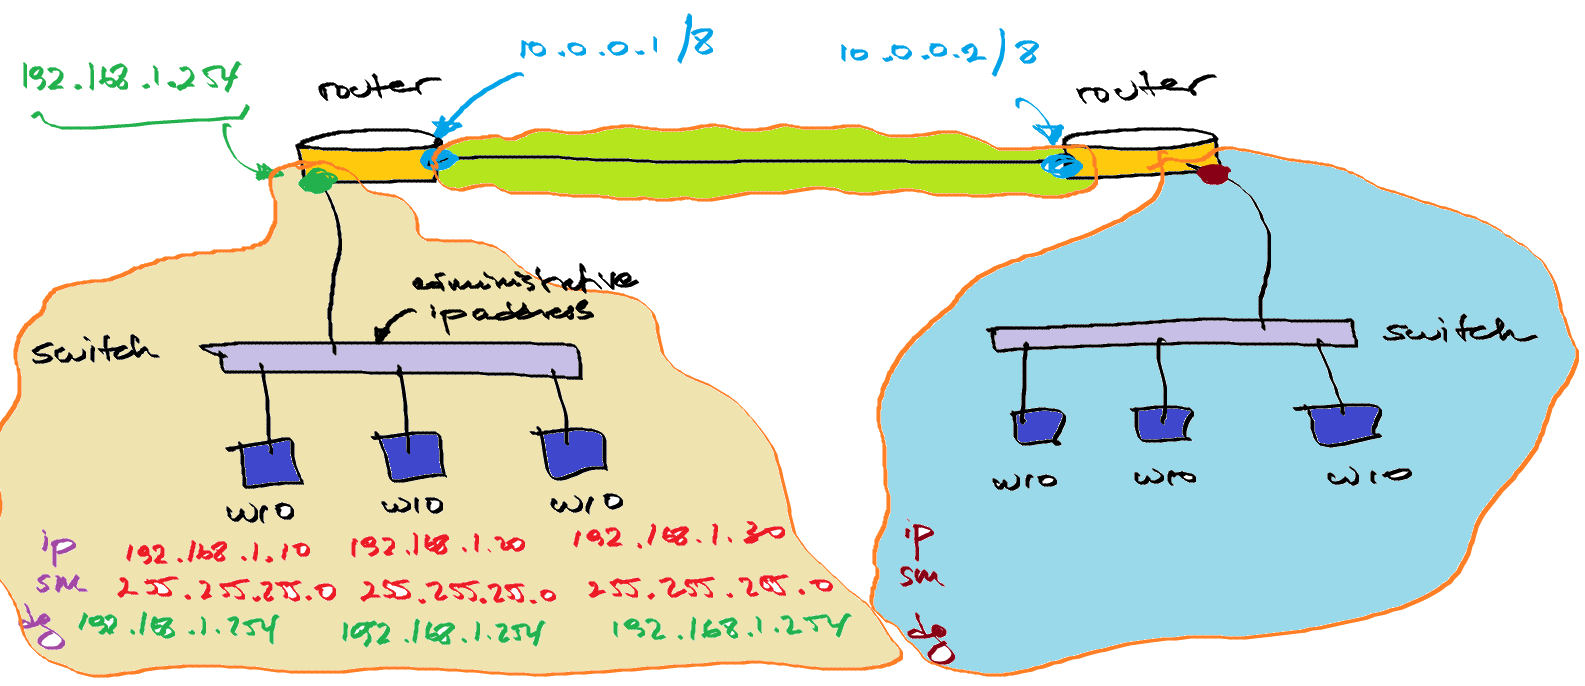 10.0.0.1/8
10.0.0.2/8
192.168.1.254
router
router
administrative
ip address
switch
switch
W10 W10 W10
W10 W10 W10
ip 192.168.1.10 192.168.1.20 192.168.1.30
sm 255.255.255.0 255.255.255.0 255.255.255.0
dg 192.168.1.254 192.168.1.254 192.168.1.254
ip
sm
dg